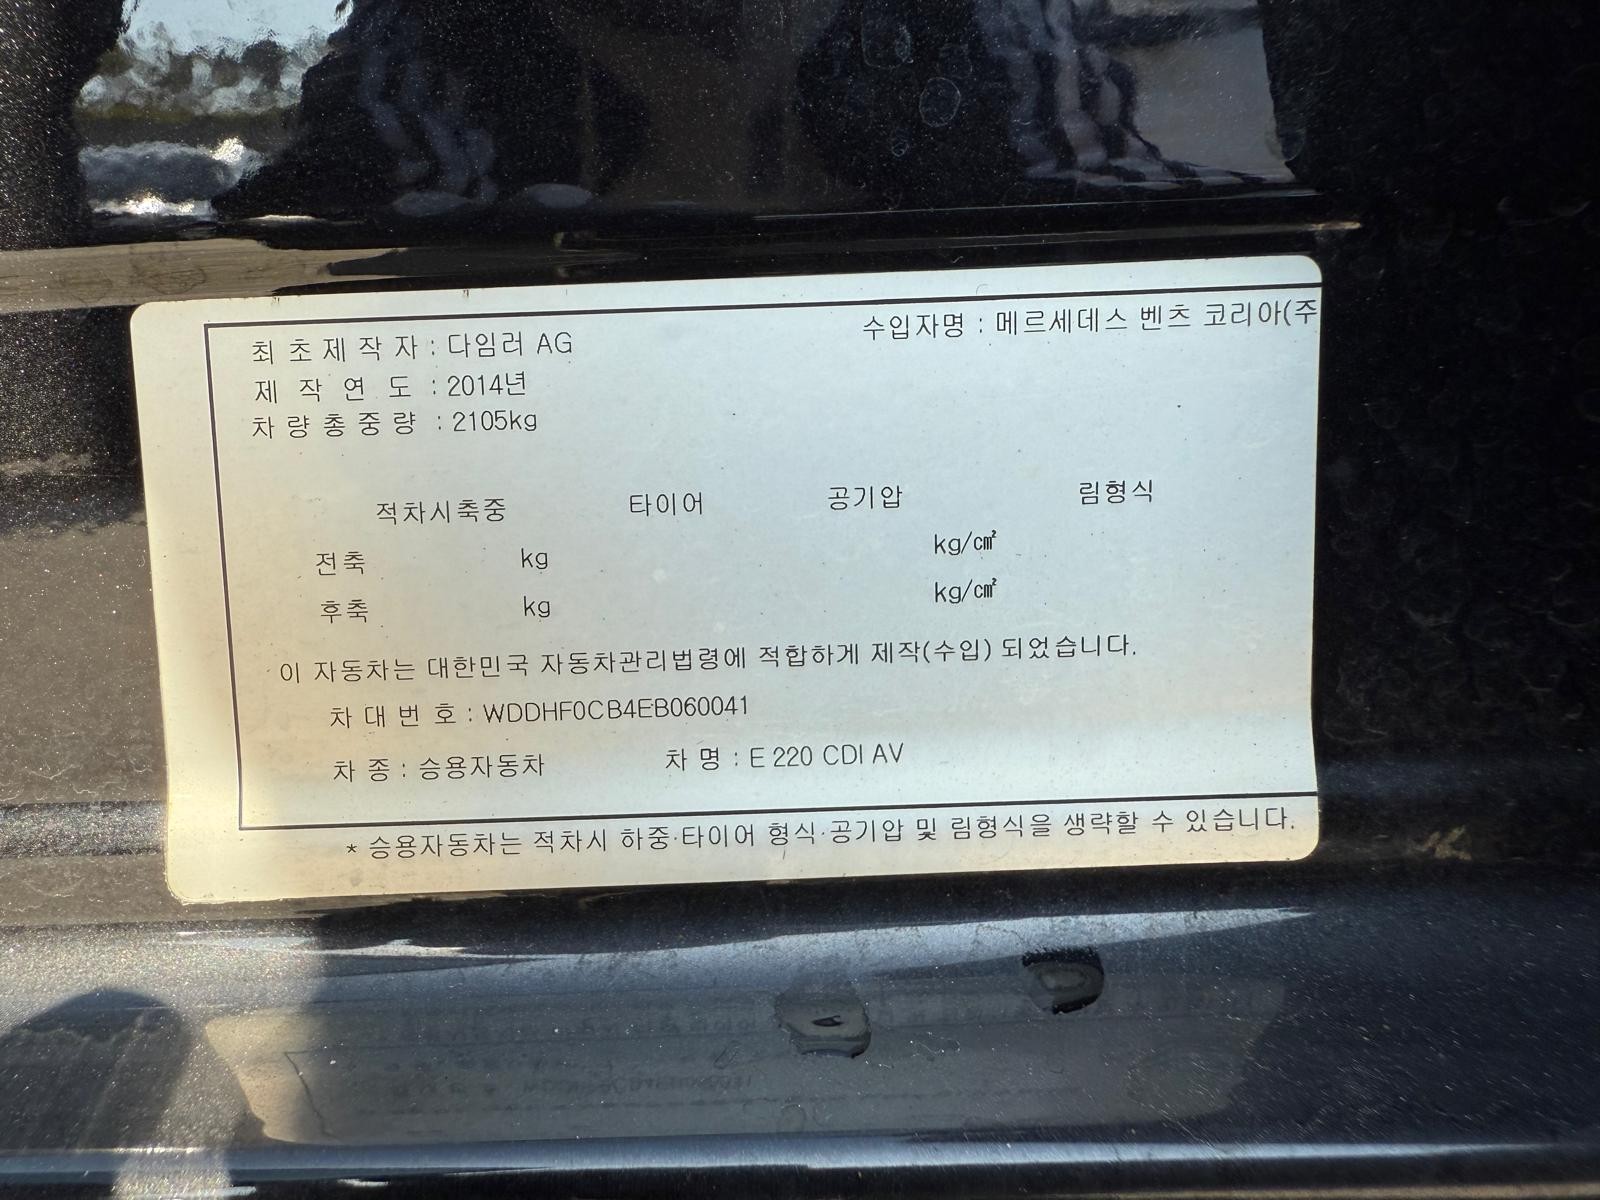 최초제작자 : 다임러 AG 수입자명 : 메르세데스 벤츠 코리아(주
제작연도 : 2014년
차량총중량 : 2105kg
적차시축중 타이어 공기압 림형식
전축 kg kg/㎠
후축 kg kg/㎠
이 자동차는 대한민국 자동차관리법령에 적합하게 제작(수입) 되었습니다.
차대번호 : WDDHF0CB4EB060041
차종 : 승용자동차 차명 : E 220 CDI AV
* 승용자동차는 적차시 하중·타이어 형식·공기압 및 림형식을 생략할 수 있습니다.